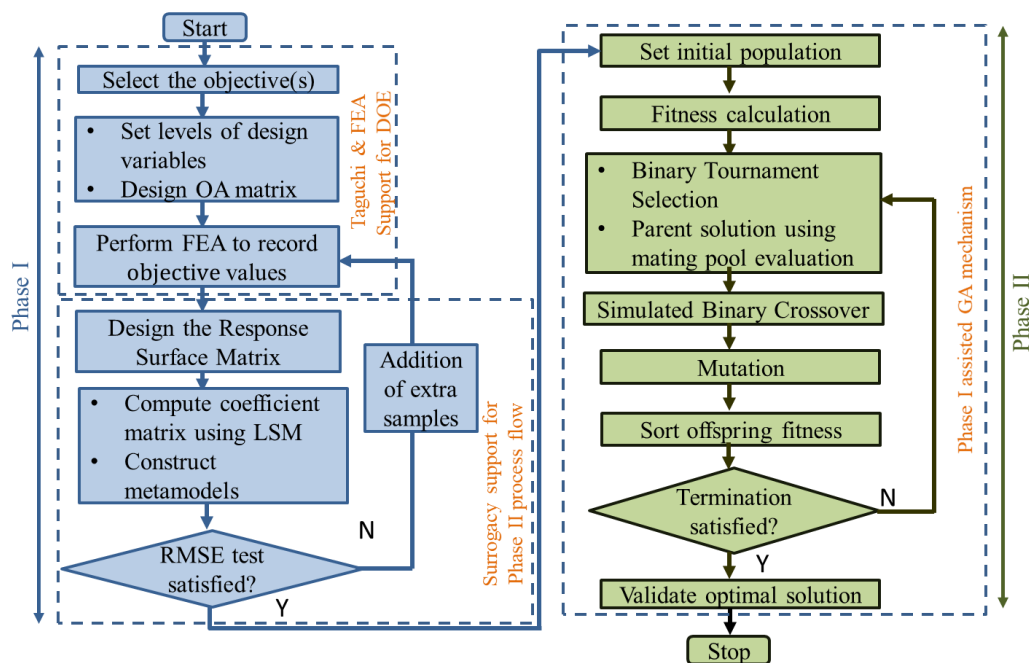 Start
Select the objective(s)
• Set levels of design
variables
• Design OA matrix
Perform FEA to record
objective values
Taguchi & FEA
Support for DOE
Phase I
Design the Response
Surface Matrix
• Compute coefficient
matrix using LSM
• Construct
metamodels
Addition
of extra
samples
RMSE test
satisfied?
N
Y
Surrogacy support for
Phase II process flow
Set initial population
Fitness calculation
• Binary Tournament
Selection
• Parent solution using
mating pool evaluation
Simulated Binary Crossover
Mutation
Sort offspring fitness
Termination
satisfied?
N
Y
Validate optimal solution
Stop
Phase I assisted GA mechanism
Phase II